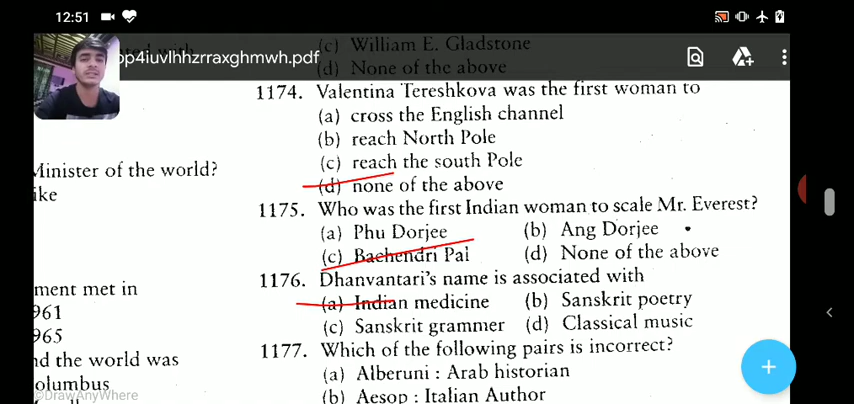 12:51
op4iuvlhhzrraxghmwh.pdf
(c) William E. Gladstone
(d) None of the above
1174. Valentina Tereshkova was the first woman to
(a) cross the English channel
(b) reach North Pole
(c) reach the south Pole
(d) none of the above
1175. Who was the first Indian woman to scale Mr. Everest?
(a) Phu Dorjee (b) Ang Dorjee
(c) Bachendri Pal (d) None of the above
1176. Dhanvantari's name is associated with
(a) Indian medicine (b) Sanskrit poetry
(c) Sanskrit grammer (d) Classical music
1177. Which of the following pairs is incorrect?
(a) Alberuni : Arab historian
(b) Aesop : Italian Author
Minister of the world?
ike
ment met in
961
965
nd the world was
olumbus
©DrawAnyWhere